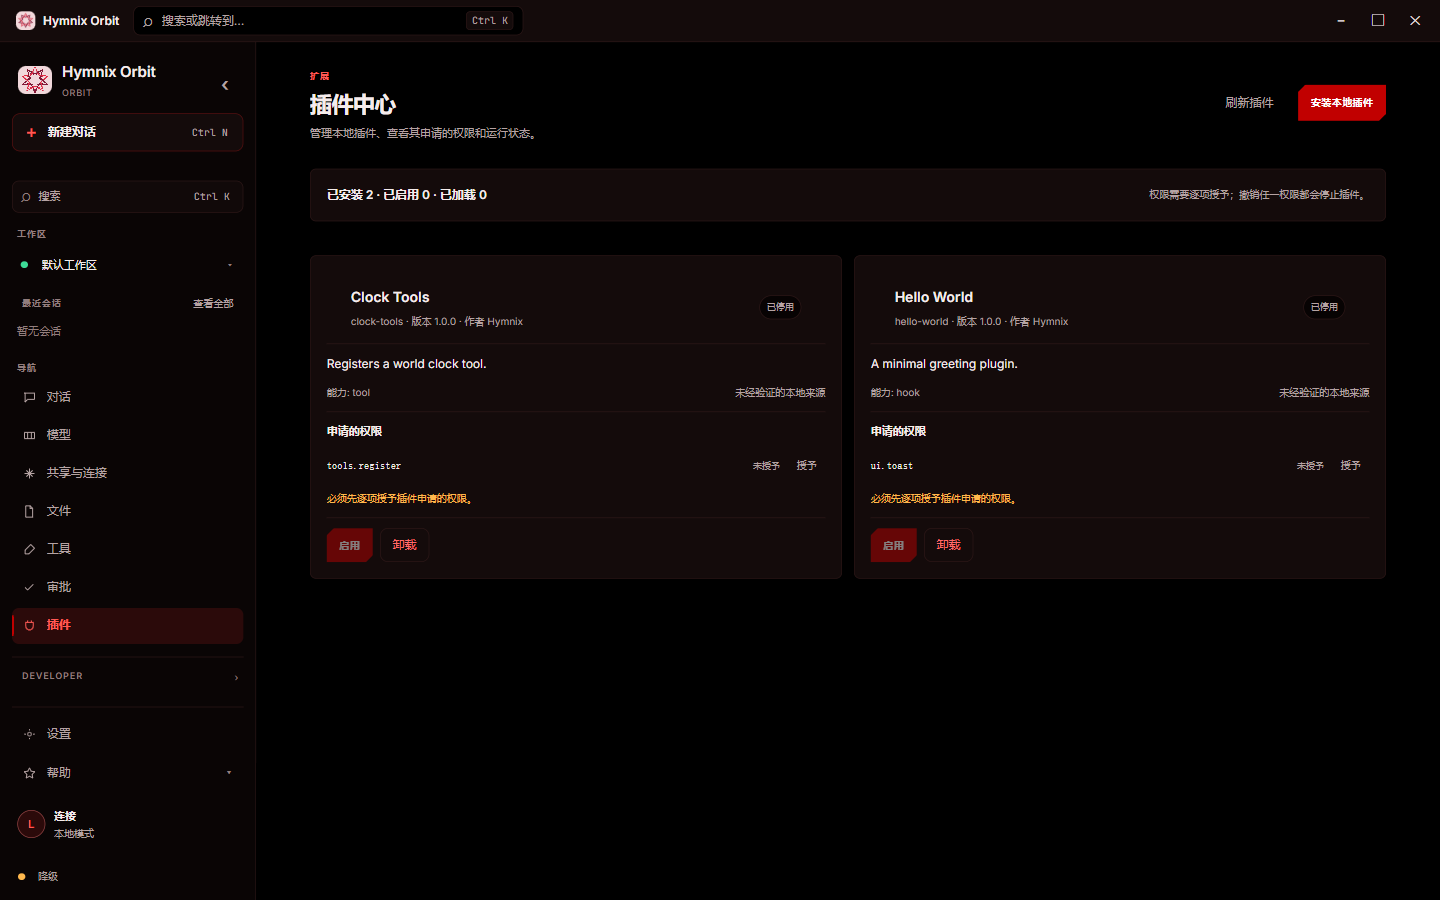 Hymnix Orbit
搜索或跳转到...
Ctrl K
Hymnix Orbit
ORBIT
新建对话
Ctrl N
搜索
Ctrl K
工作区
默认工作区
最近会话
查看全部
暂无会话
导航
对话
模型
共享与连接
文件
工具
审批
插件
DEVELOPER
设置
帮助
L
连接
本地模式
降级
扩展
插件中心
管理本地插件、查看其申请的权限和运行状态。
刷新插件
安装本地插件
已安装 2 · 已启用 0 · 已加载 0
权限需要逐项授予；撤销任一权限都会停止插件。
Clock Tools
clock-tools · 版本 1.0.0 · 作者 Hymnix
已停用
Registers a world clock tool.
能力: tool
未经验证的本地来源
申请的权限
tools.register
未授予
授予
必须先逐项授予插件申请的权限。
启用
卸载
Hello World
hello-world · 版本 1.0.0 · 作者 Hymnix
已停用
A minimal greeting plugin.
能力: hook
未经验证的本地来源
申请的权限
ui.toast
未授予
授予
必须先逐项授予插件申请的权限。
启用
卸载